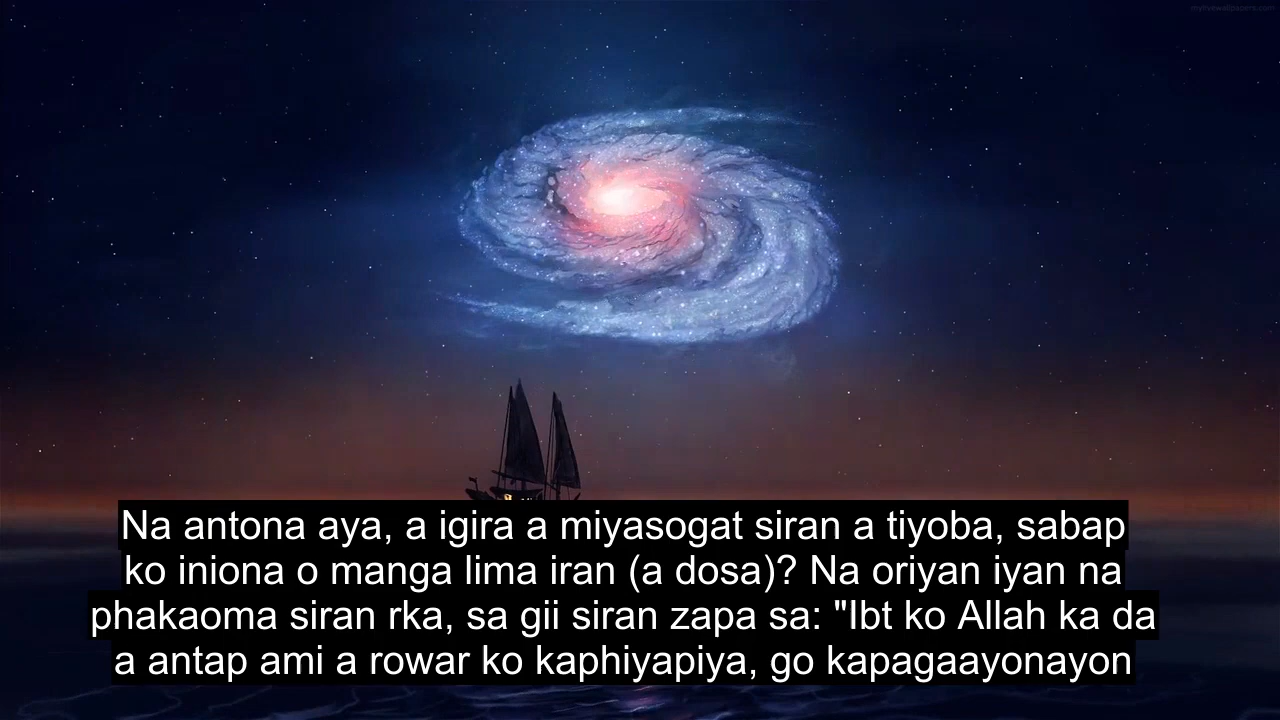 Na antona aya, a igira a miyasogat siran a tiyoba, sabap
ko iniona o manga lima iran (a dosa)? Na oriyan iyan na
phakaoma siran rka, sa gii siran zapa sa: "Ibt ko Allah ka da
a antap ami a rowar ko kaphiyapiya, go kapagaayonayon